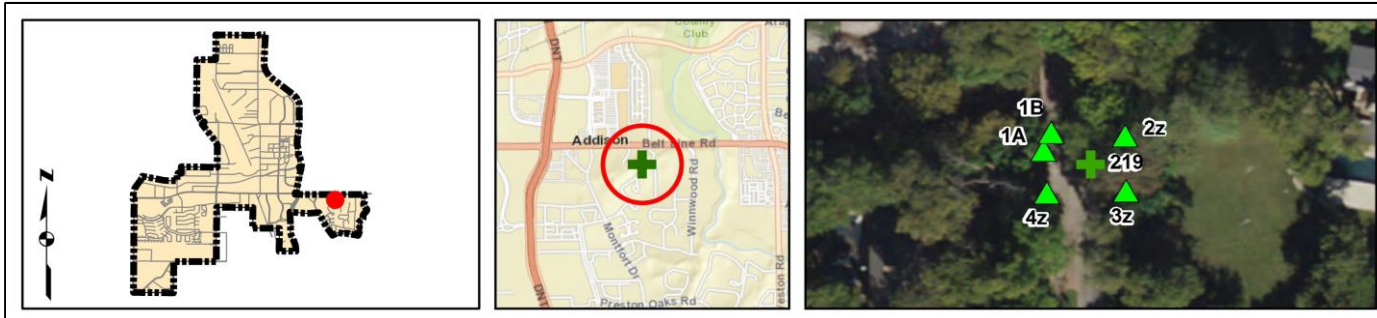 N
DNT
Country
Club
Addison
Belt Line Rd
Winnwood Rd
Montfort Dr
DNT
Preston Oaks Rd
Preston Rd
1B
1A
2z
219
4z
3z